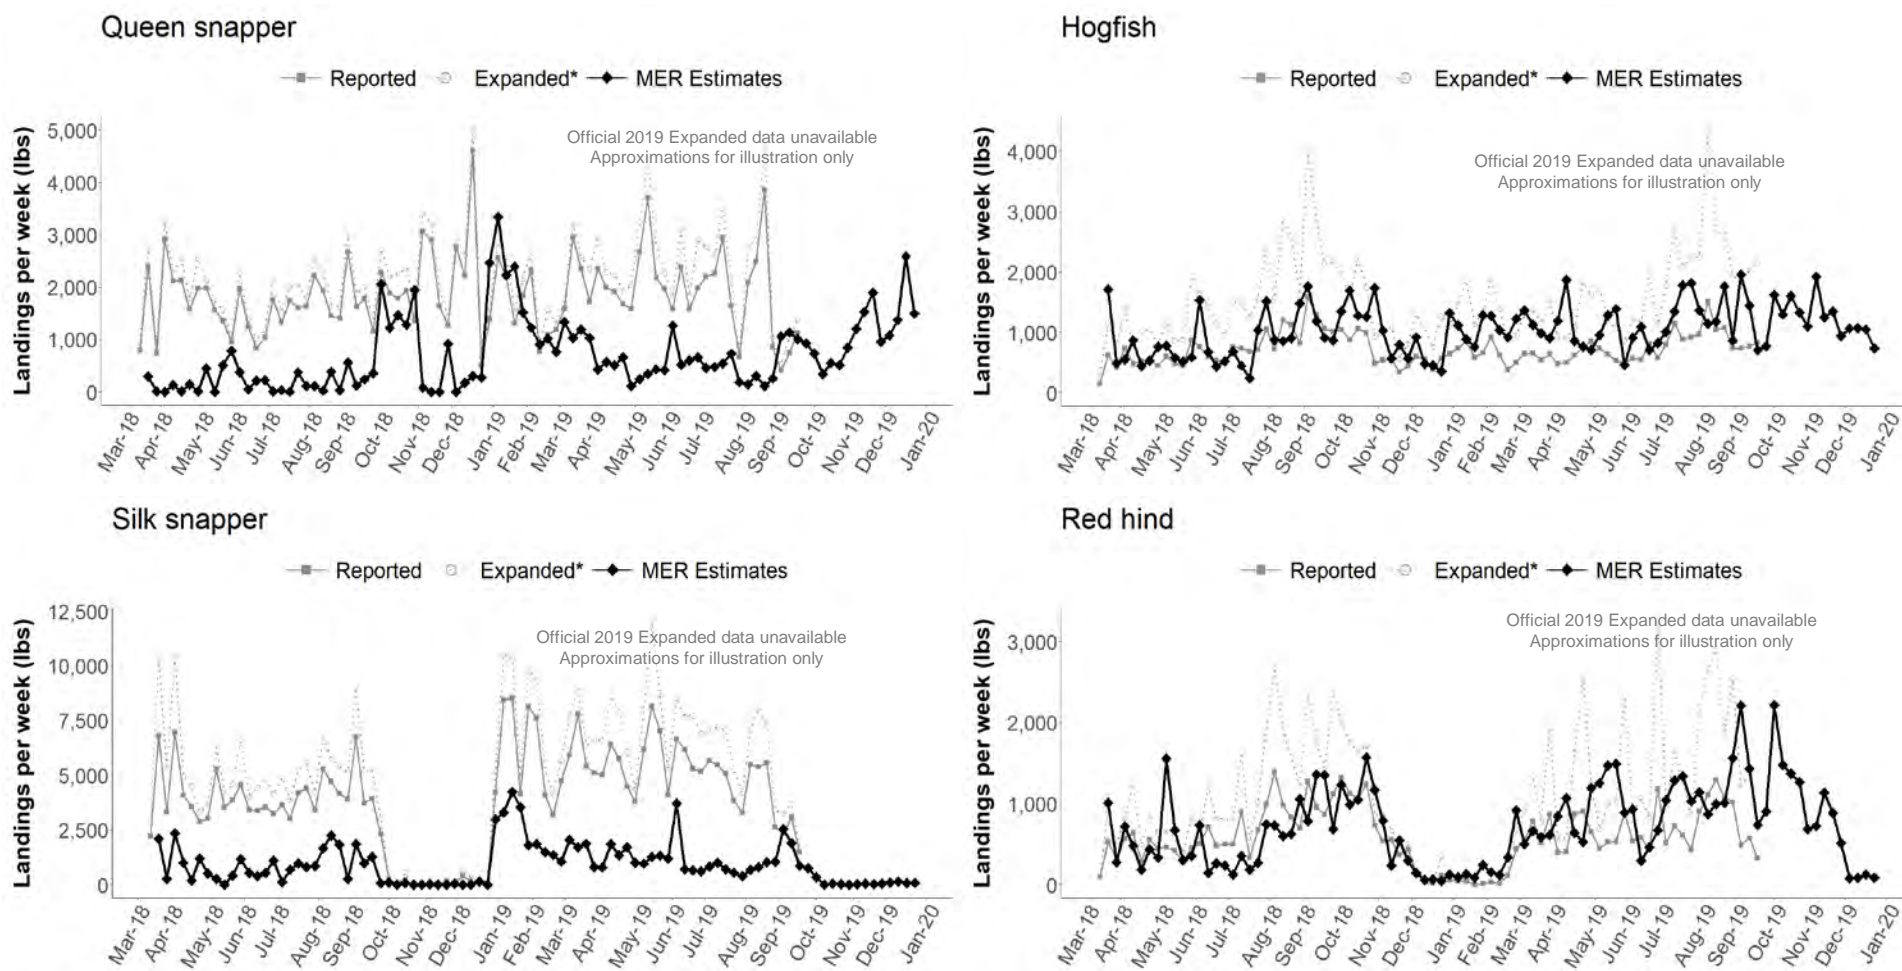 Queen snapper
Reported Expanded* MER Estimates
Landings per week (lbs)
5,000
4,000
3,000
2,000
1,000
0
Official 2019 Expanded data unavailable
Approximations for illustration only
Mar-18 Apr-18 May-18 Jun-18 Jul-18 Aug-18 Sep-18 Oct-18 Nov-18 Dec-18 Jan-19 Feb-19 Mar-19 Apr-19 May-19 Jun-19 Jul-19 Aug-19 Sep-19 Oct-19 Nov-19 Dec-19 Jan-20
Hogfish
Reported Expanded* MER Estimates
Landings per week (lbs)
4,000
3,000
2,000
1,000
0
Official 2019 Expanded data unavailable
Approximations for illustration only
Mar-18 Apr-18 May-18 Jun-18 Jul-18 Aug-18 Sep-18 Oct-18 Nov-18 Dec-18 Jan-19 Feb-19 Mar-19 Apr-19 May-19 Jun-19 Jul-19 Aug-19 Sep-19 Oct-19 Nov-19 Dec-19 Jan-20
Silk snapper
Reported Expanded* MER Estimates
Landings per week (lbs)
12,500
10,000
7,500
5,000
2,500
0
Official 2019 Expanded data unavailable
Approximations for illustration only
Mar-18 Apr-18 May-18 Jun-18 Jul-18 Aug-18 Sep-18 Oct-18 Nov-18 Dec-18 Jan-19 Feb-19 Mar-19 Apr-19 May-19 Jun-19 Jul-19 Aug-19 Sep-19 Oct-19 Nov-19 Dec-19 Jan-20
Red hind
Reported Expanded* MER Estimates
Landings per week (lbs)
3,000
2,000
1,000
0
Official 2019 Expanded data unavailable
Approximations for illustration only
Mar-18 Apr-18 May-18 Jun-18 Jul-18 Aug-18 Sep-18 Oct-18 Nov-18 Dec-18 Jan-19 Feb-19 Mar-19 Apr-19 May-19 Jun-19 Jul-19 Aug-19 Sep-19 Oct-19 Nov-19 Dec-19 Jan-20